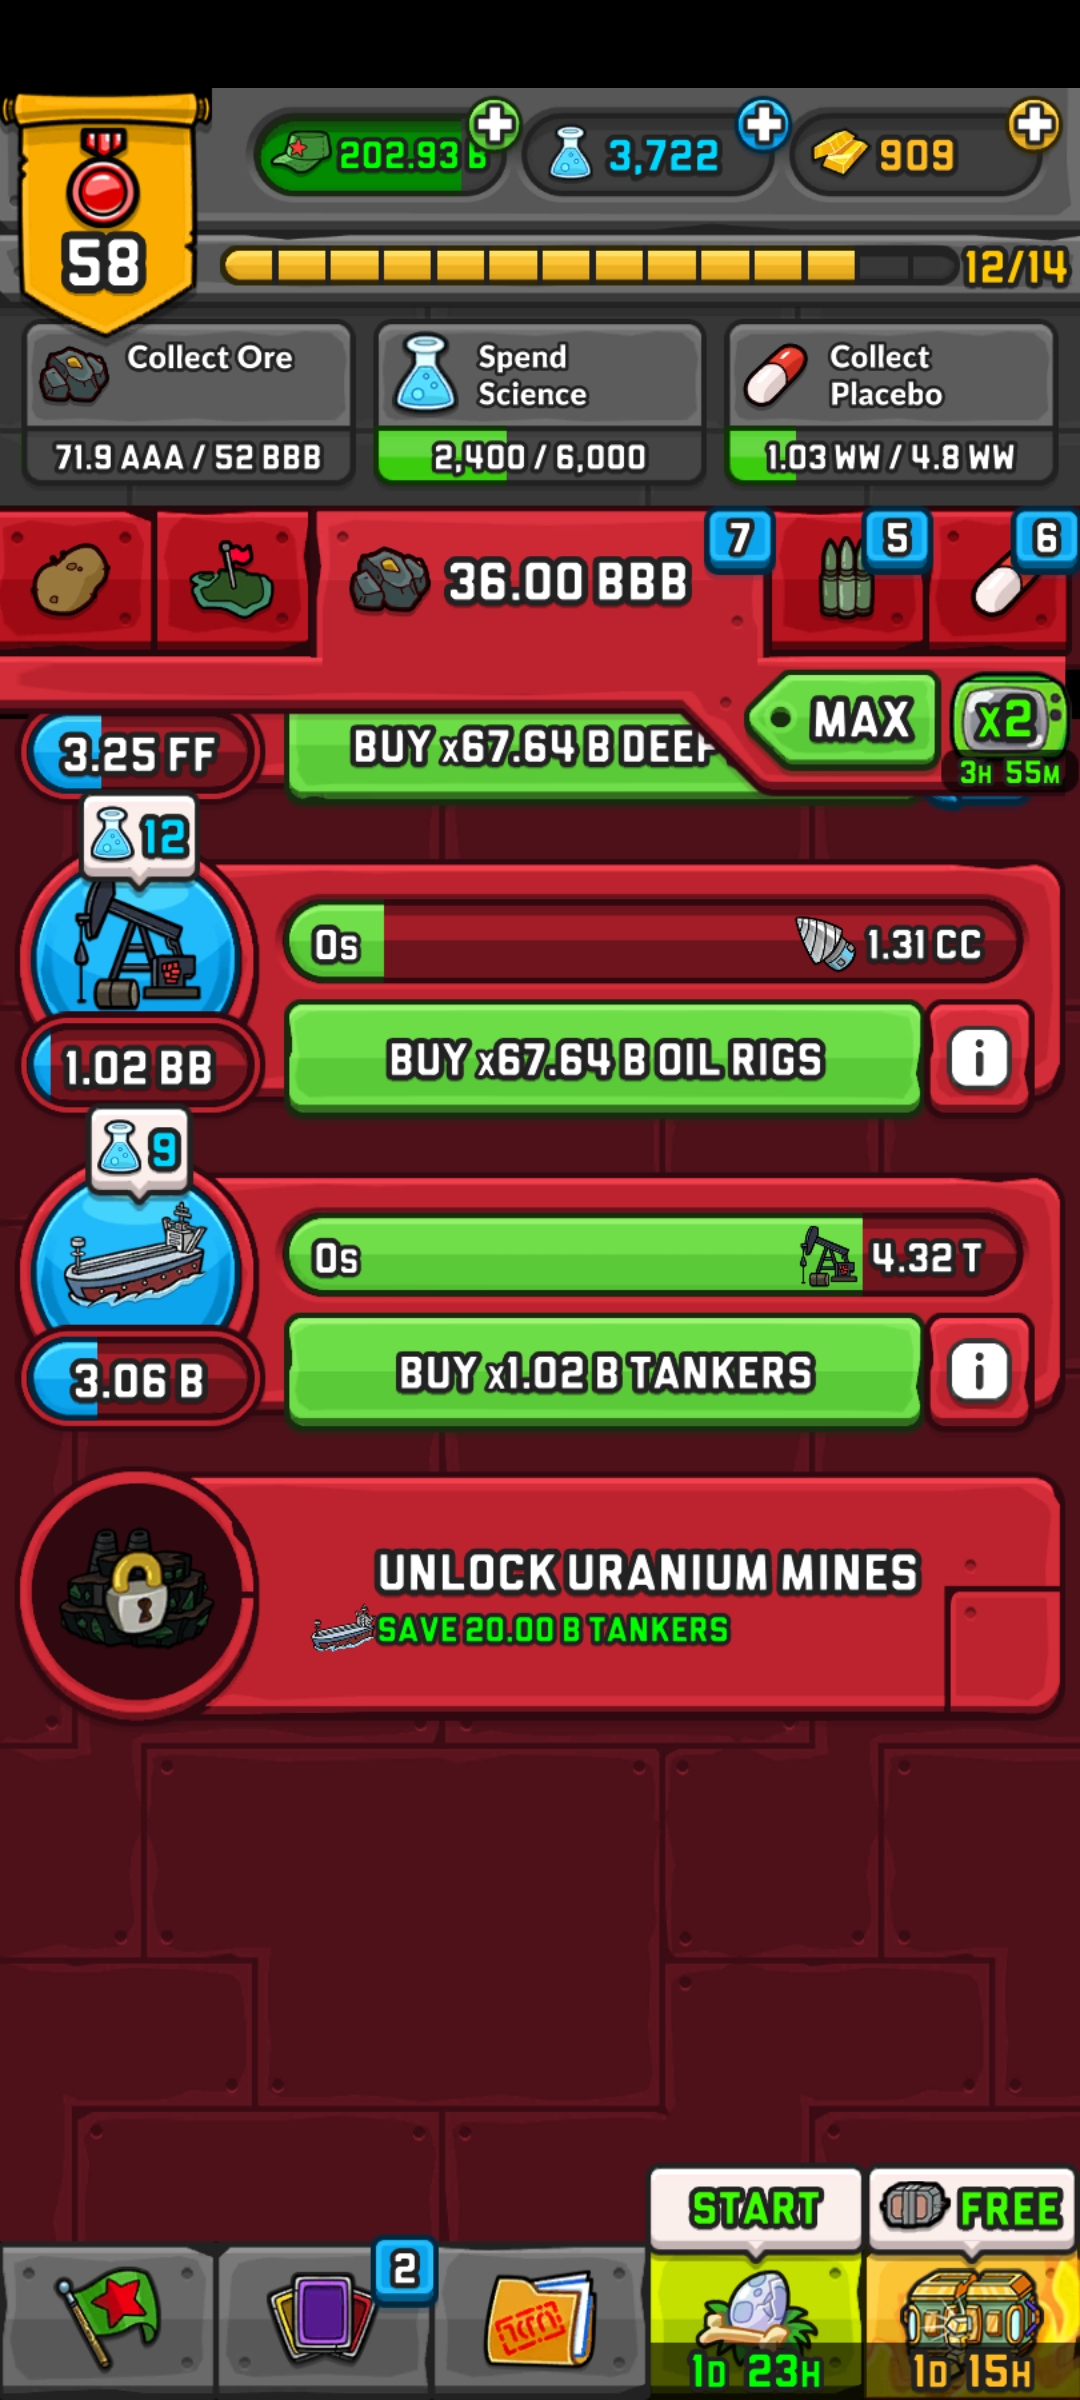 58
202.93 B
3,722
909
12/14
Collect Ore
71.9 AAA / 52 BBB
Spend
Science
2,400 / 6,000
Collect
Placebo
1.03 WW / 4.8 WW
36.00 BBB
7
5
6
MAX
x2
3H 55M
3.25 FF
BUY x67.64 B DEEP
12
0s
1.31 CC
1.02 BB
BUY x67.64 B OIL RIGS
i
9
0s
4.32 T
3.06 B
BUY x1.02 B TANKERS
i
UNLOCK URANIUM MINES
SAVE 20.00 B TANKERS
START
FREE
2
1D 23H
1D 15H